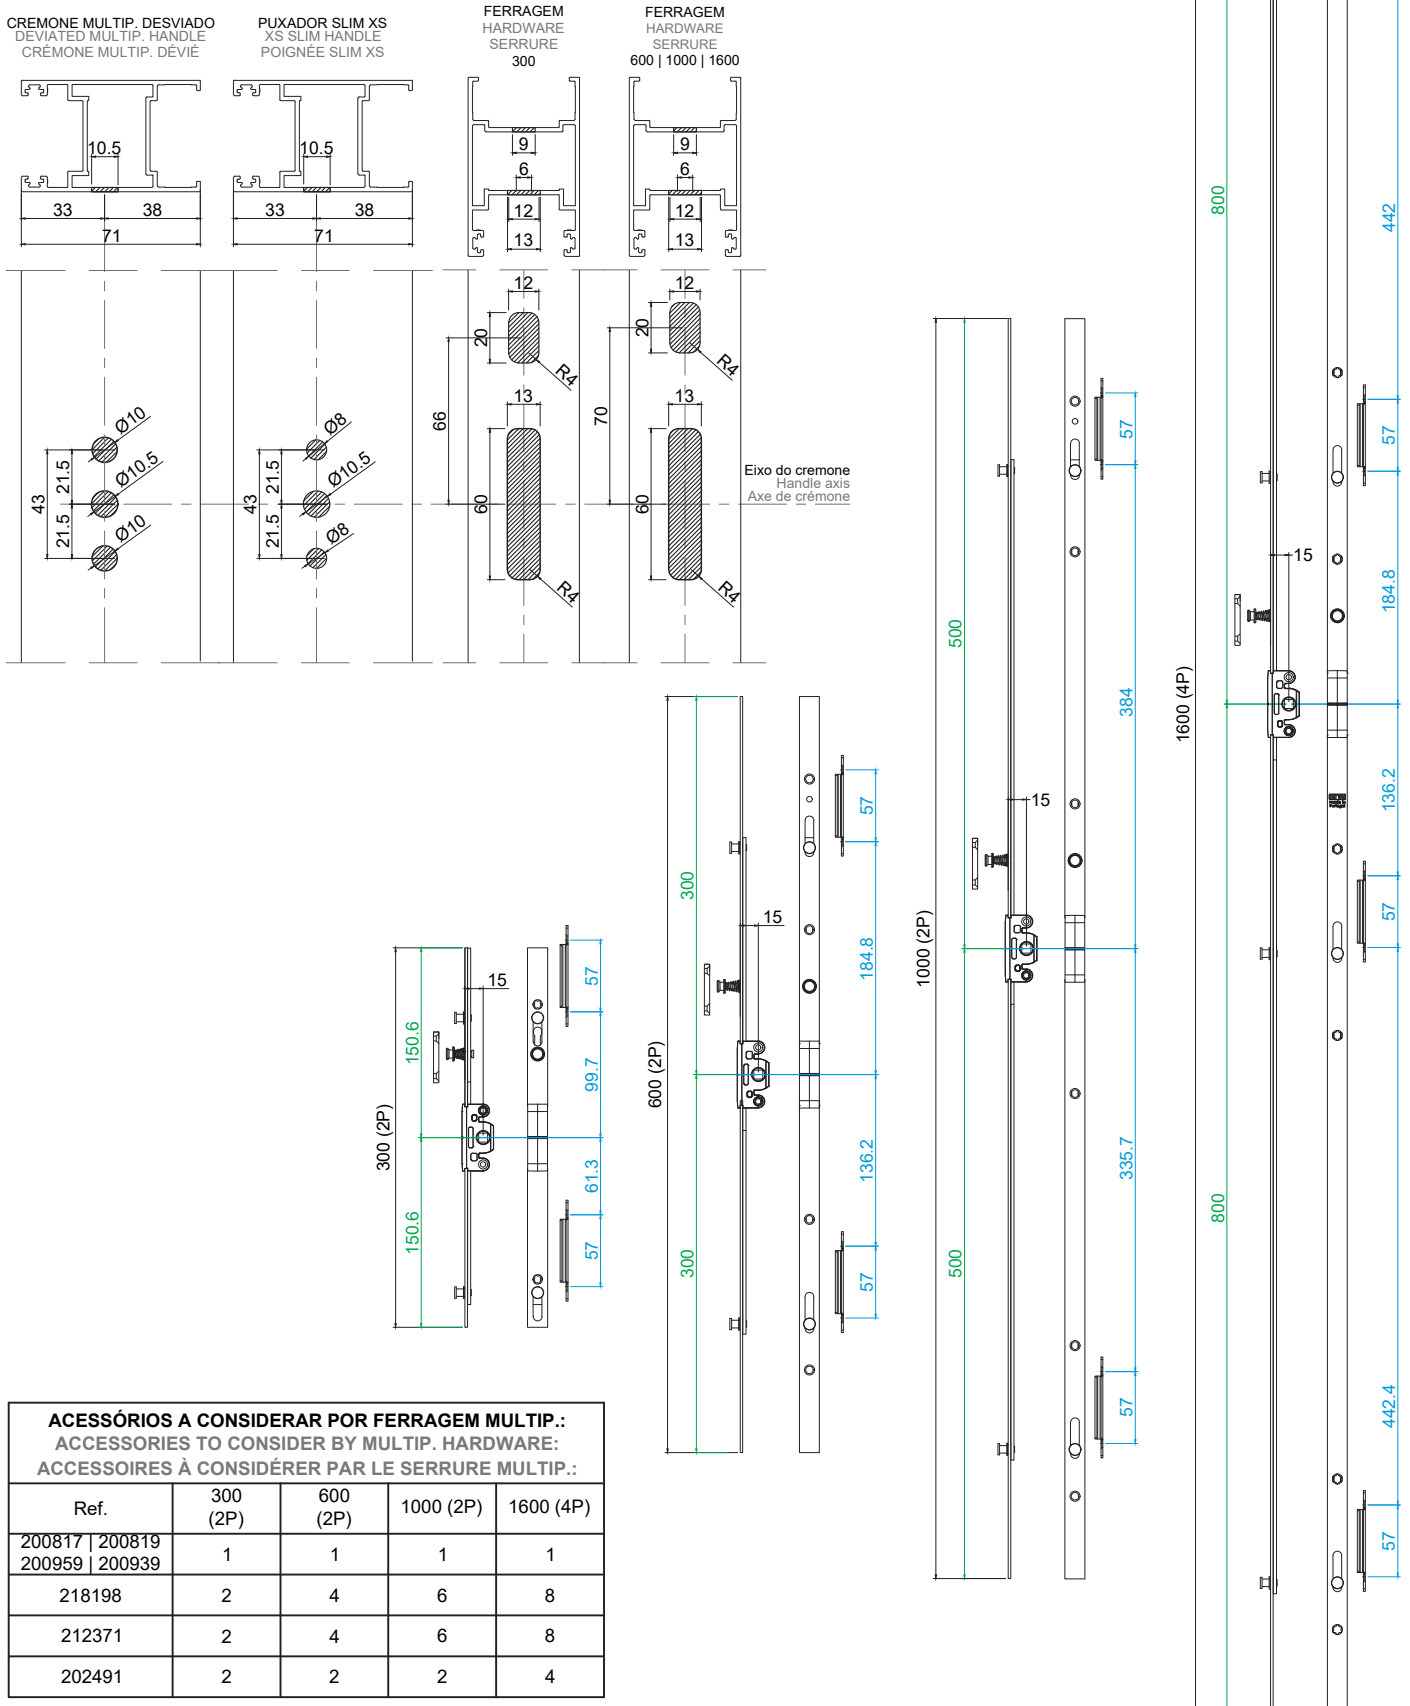 CREMONE MULTIP. DESVIADO
DEVIATED MULTIP. HANDLE
CRÉMONE MULTIP. DÉVIÉ
PUXADOR SLIM XS
XS SLIM HANDLE
POIGNÉE SLIM XS
FERRAGEM
HARDWARE
SERRURE
300
FERRAGEM
HARDWARE
SERRURE
600 | 1000 | 1600
10.5
33
38
71
10.5
33
38
71
9
6
12
13
9
6
12
13
Ø10
Ø10.5
Ø10
21.5
21.5
43
Ø8
Ø10.5
Ø8
21.5
21.5
43
12
20
R4
66
13
60
R4
12
20
R4
70
13
60
R4
Eixo do cremone
Handle axis
Axe de crémone
300 (2P)
150.6
150.6
15
57
99.7
61.3
57
600 (2P)
300
300
15
57
184.8
136.2
57
1000 (2P)
500
500
15
57
384
335.7
57
1600 (4P)
800
800
15
442
57
184.8
136.2
57
442.4
57
ACESSÓRIOS A CONSIDERAR POR FERRAGEM MULTIP.:
ACCESSORIES TO CONSIDER BY MULTIP. HARDWARE:
ACCESSOIRES À CONSIDÉRER PAR LE SERRURE MULTIP.:
Ref. 300 (2P) 600 (2P) 1000 (2P) 1600 (4P)
200817 | 200819
200959 | 200939 1 1 1 1
218198 2 4 6 8
212371 2 4 6 8
202491 2 2 2 4